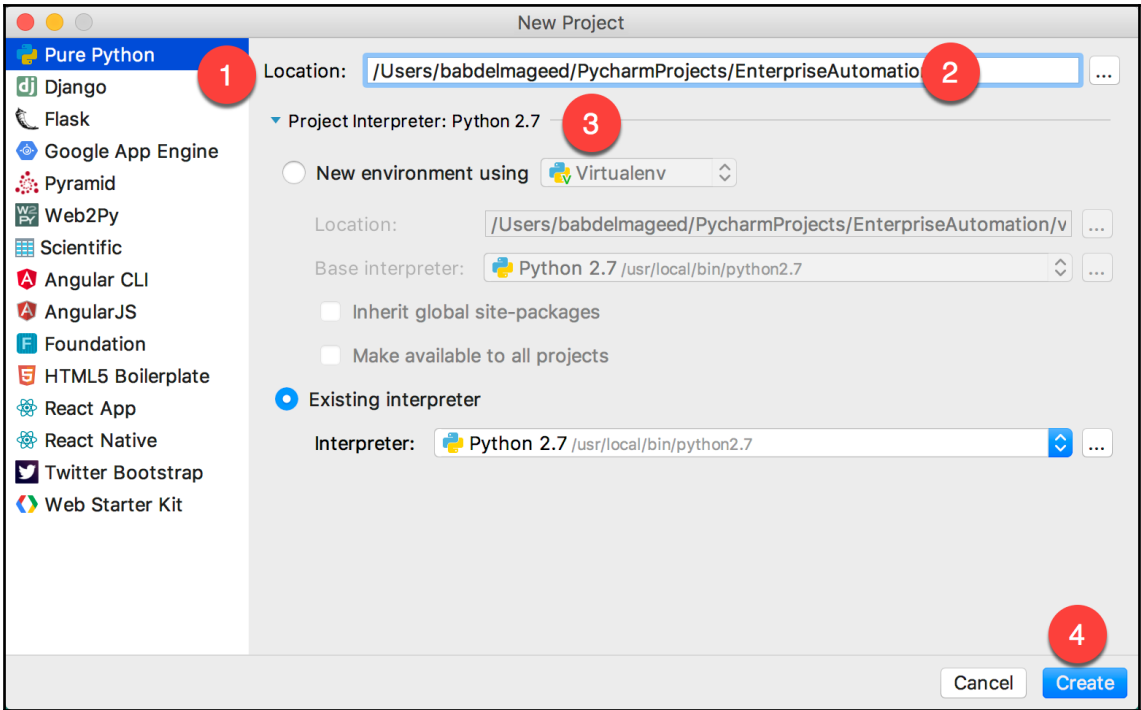 New Project
Pure Python
Django
Flask
Google App Engine
Pyramid
Web2Py
Scientific
Angular CLI
AngularJS
Foundation
HTML5 Boilerplate
React App
React Native
Twitter Bootstrap
Web Starter Kit
1
Location: /Users/babdelmageed/PycharmProjects/EnterpriseAutomatio 2 ...
Project Interpreter: Python 2.7 3
New environment using Virtualenv
Location: /Users/babdelmageed/PycharmProjects/EnterpriseAutomation/v ...
Base interpreter: Python 2.7 /usr/local/bin/python2.7 ...
Inherit global site-packages
Make available to all projects
Existing interpreter
Interpreter: Python 2.7 /usr/local/bin/python2.7 ...
4
Cancel Create